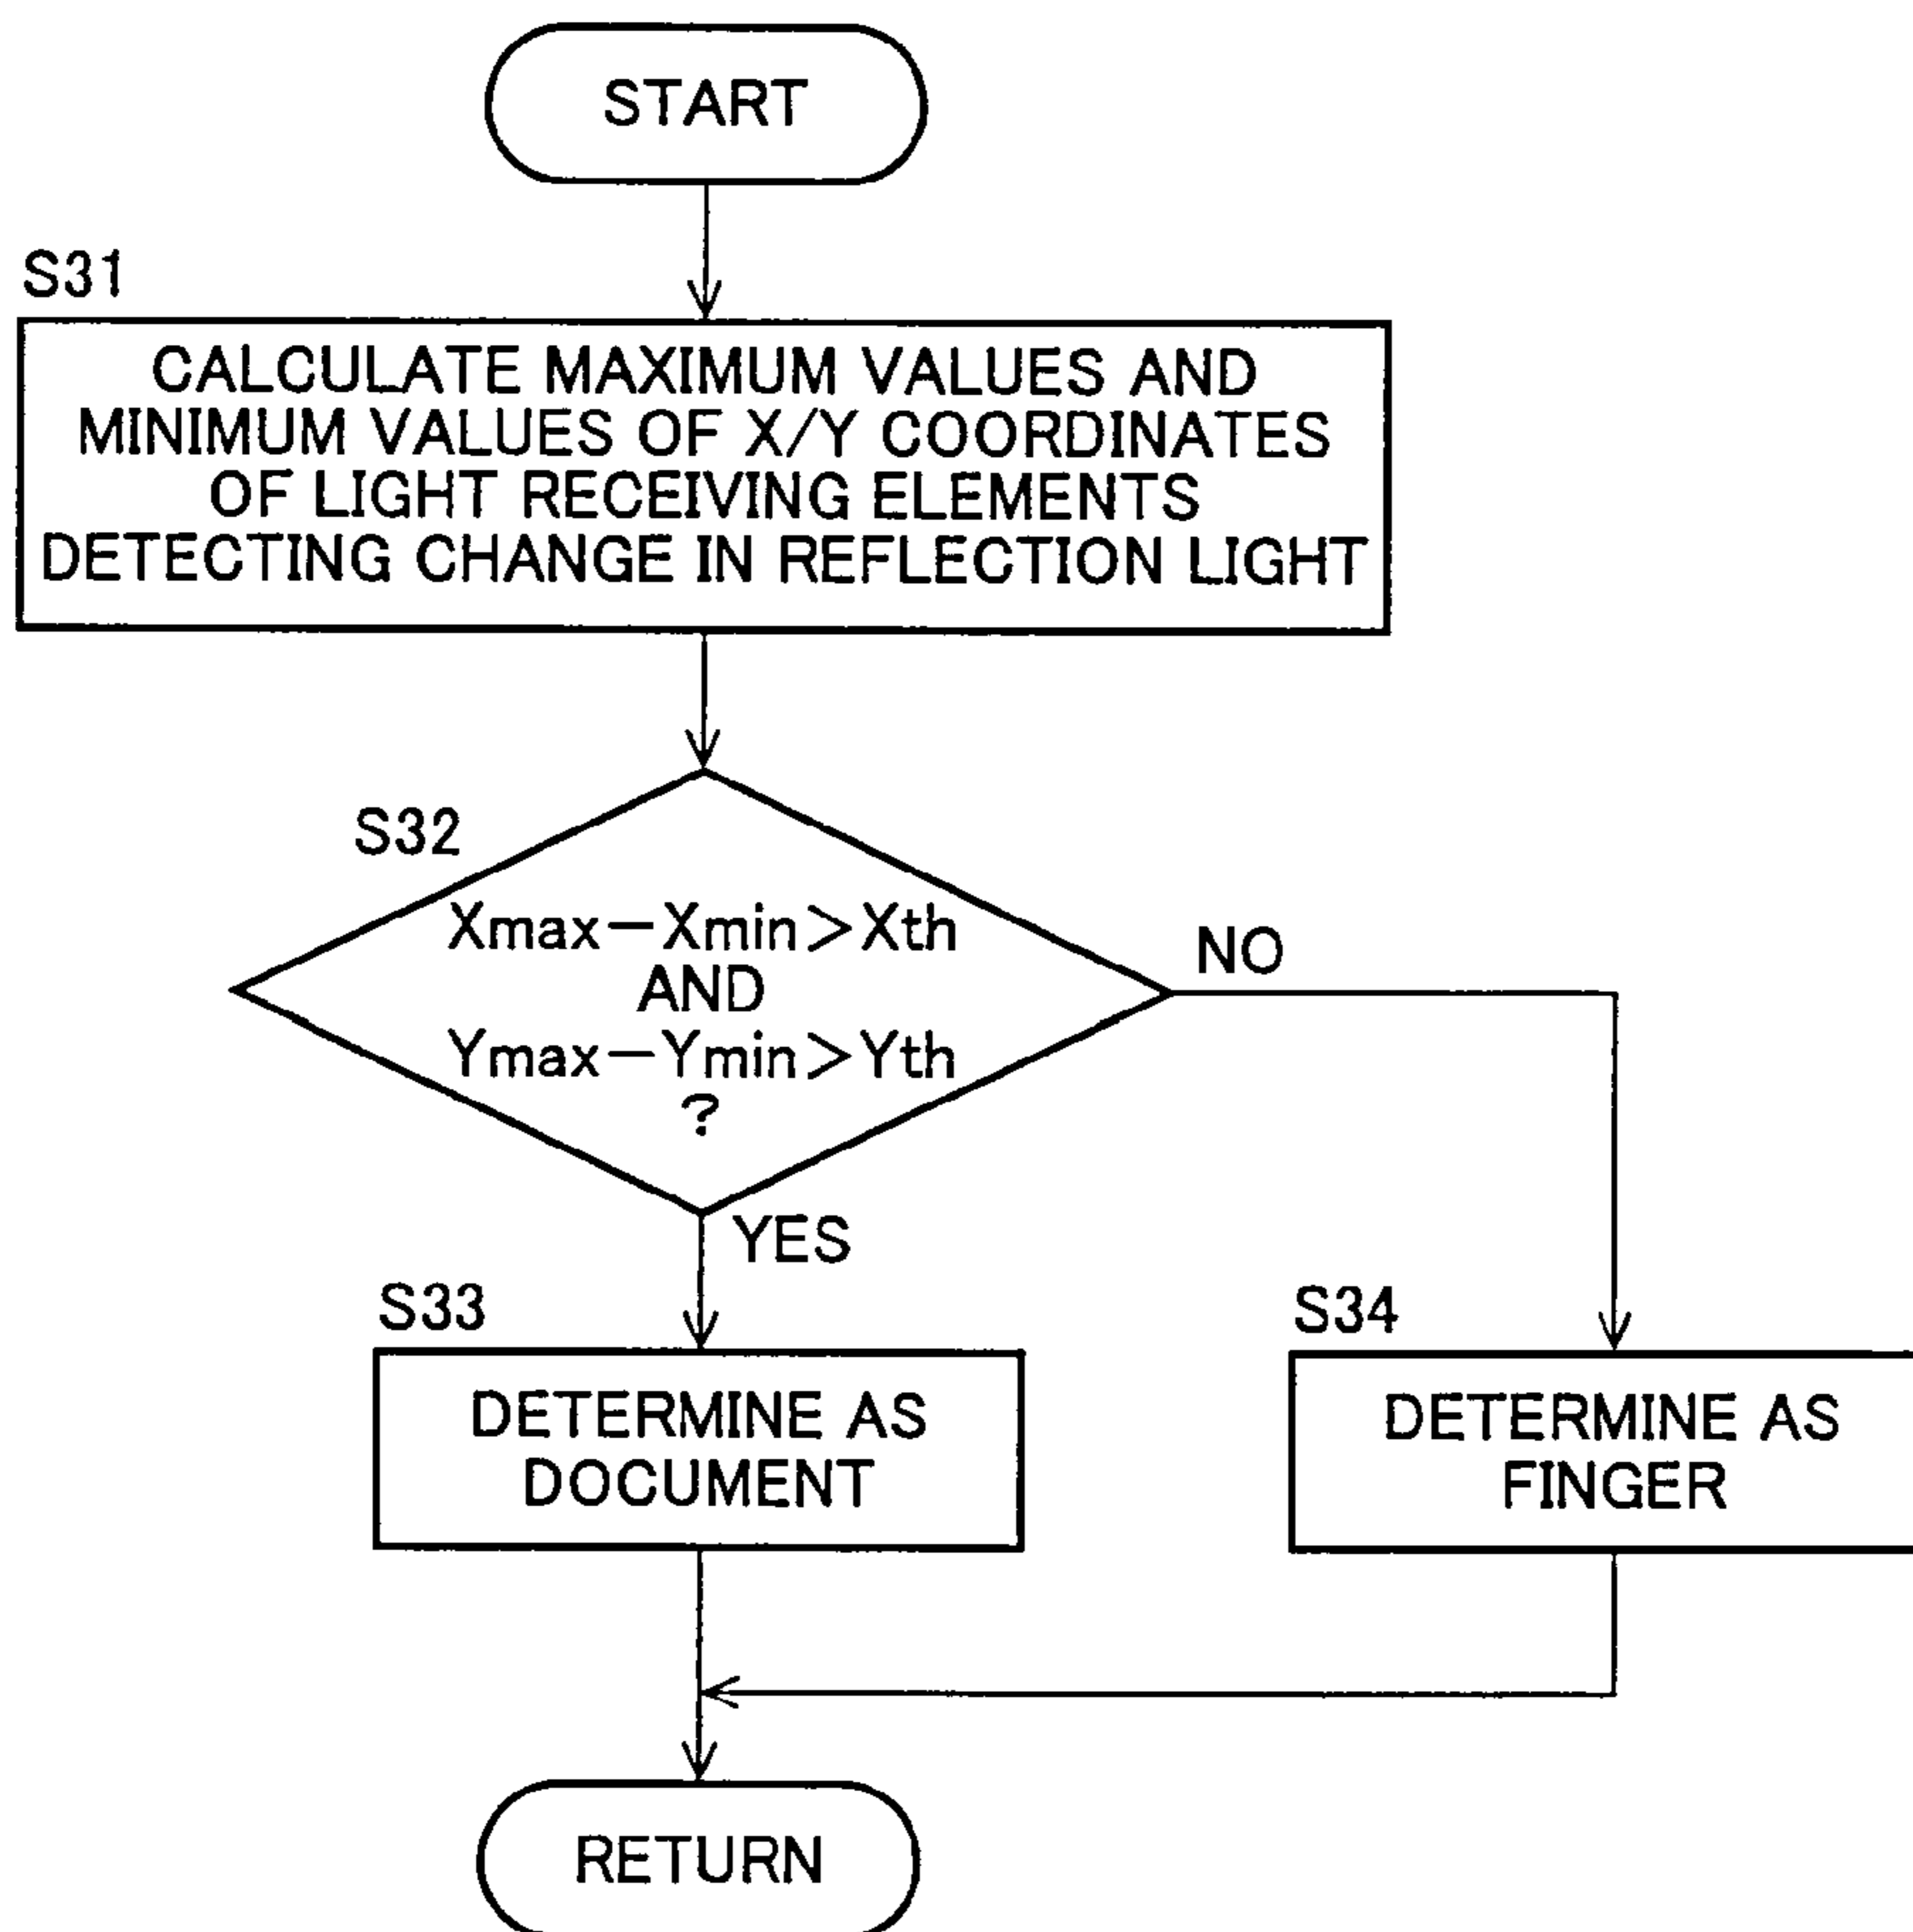 START
S31
CALCULATE MAXIMUM VALUES AND
MINIMUM VALUES OF X/Y COORDINATES
OF LIGHT RECEIVING ELEMENTS
DETECTING CHANGE IN REFLECTION LIGHT
S32
Xmax－Xmin＞Xth
AND
Ymax－Ymin＞Yth
?
NO
YES
S33
DETERMINE AS
DOCUMENT
S34
DETERMINE AS
FINGER
RETURN